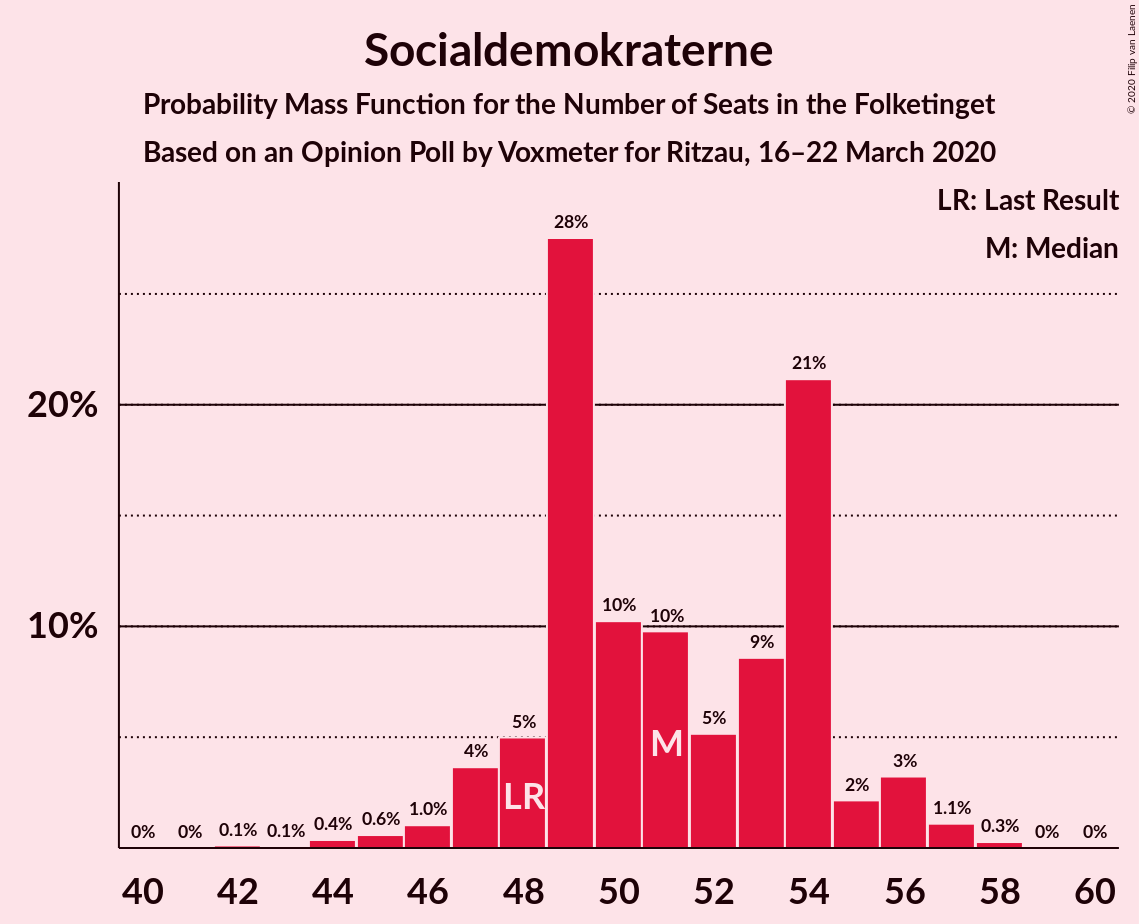 Socialdemokraterne
Probability Mass Function for the Number of Seats in the Folketinget
Based on an Opinion Poll by Voxmeter for Ritzau, 16–22 March 2020
© 2020 Filip van Laenen
LR: Last Result
M: Median
20%
10%
0% 0% 0.1% 0.1% 0.4% 0.6% 1.0% 4% 5% 28% 10% 10% 5% 9% 21% 2% 3% 1.1% 0.3% 0% 0%
LR M
40 42 44 46 48 50 52 54 56 58 60